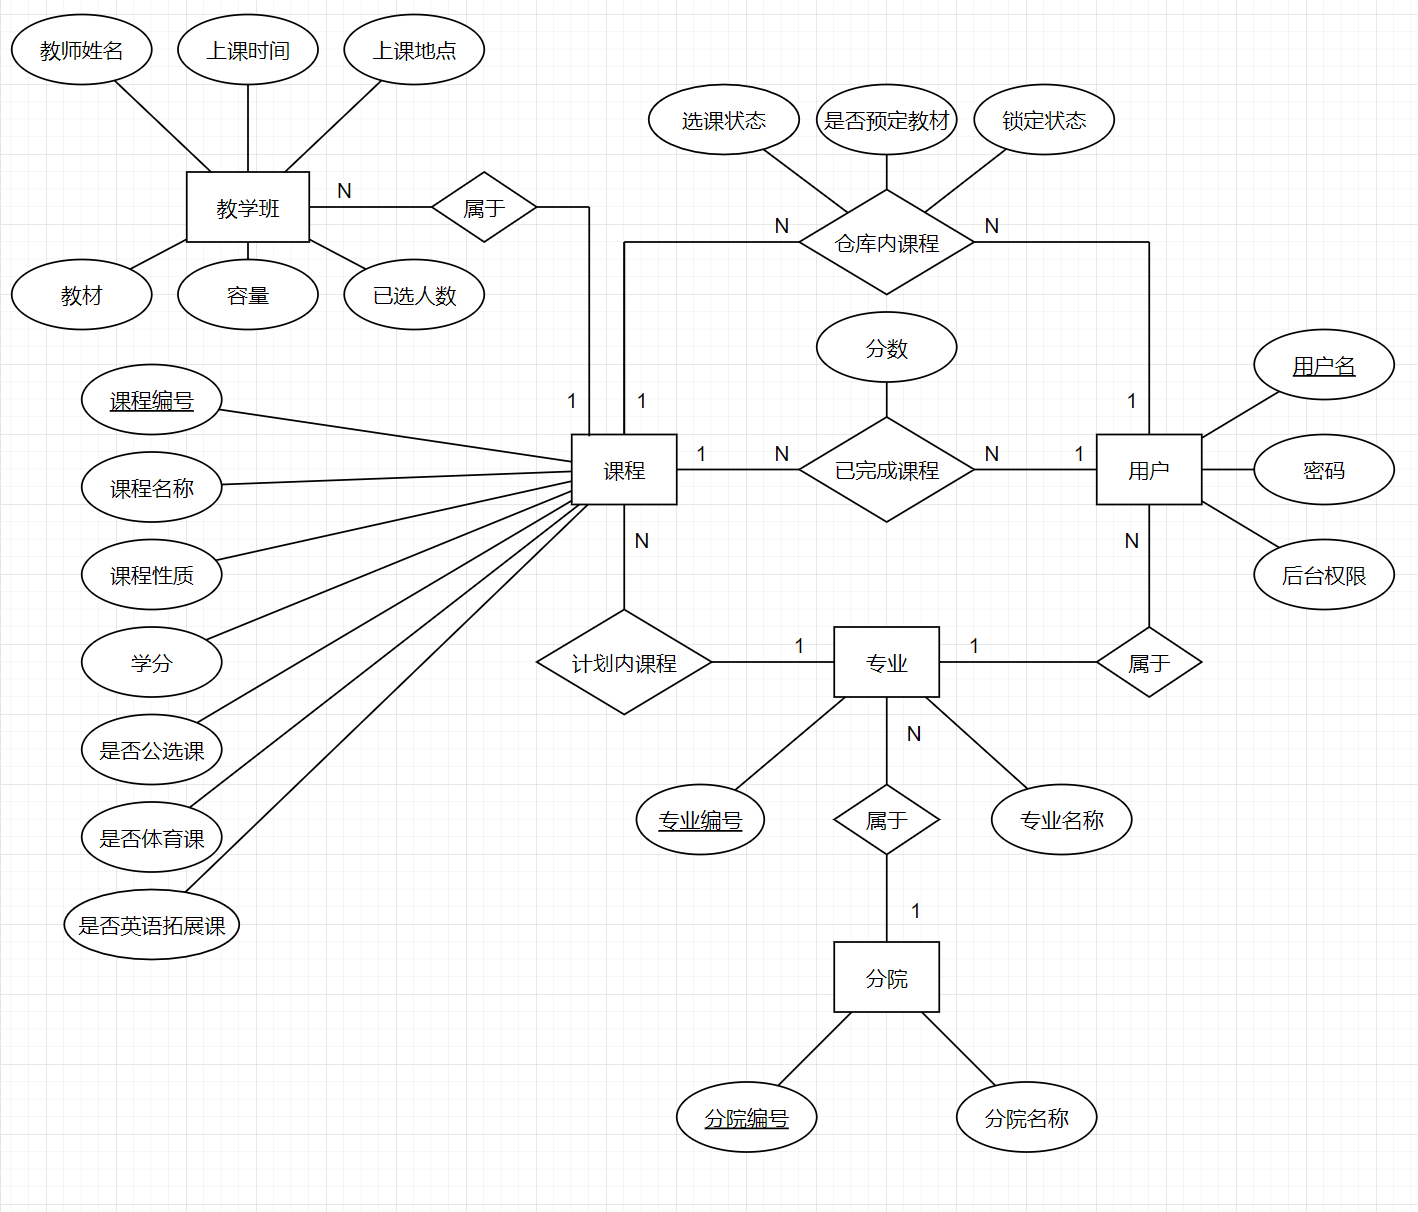 教师姓名
上课时间
上课地点
选课状态
是否预定教材
锁定状态
N
教学班
属于
N
仓库内课程
N
教材
容量
已选人数
分数
用户名
课程编号
1
1
1
课程
1
N
已完成课程
N
1
用户
密码
课程名称
N
N
课程性质
后台权限
学分
计划内课程
1
专业
1
属于
是否公选课
N
专业编号
属于
专业名称
是否体育课
是否英语拓展课
1
分院
分院编号
分院名称